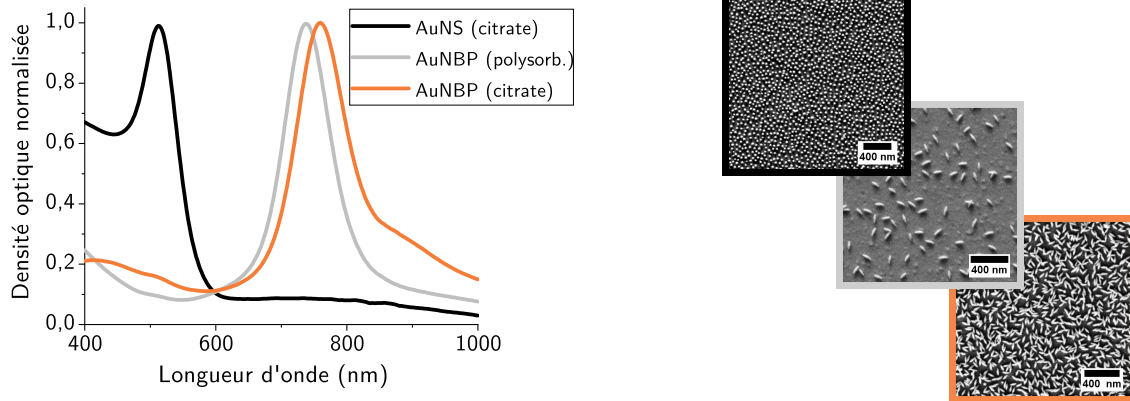 Densité optique normalisée
1,0
0,8
0,6
0,4
0,2
0,0
400
600
800
1000
Longueur d'onde (nm)
AuNS (citrate)
AuNBP (polysorb.)
AuNBP (citrate)
400 nm
400 nm
400 nm